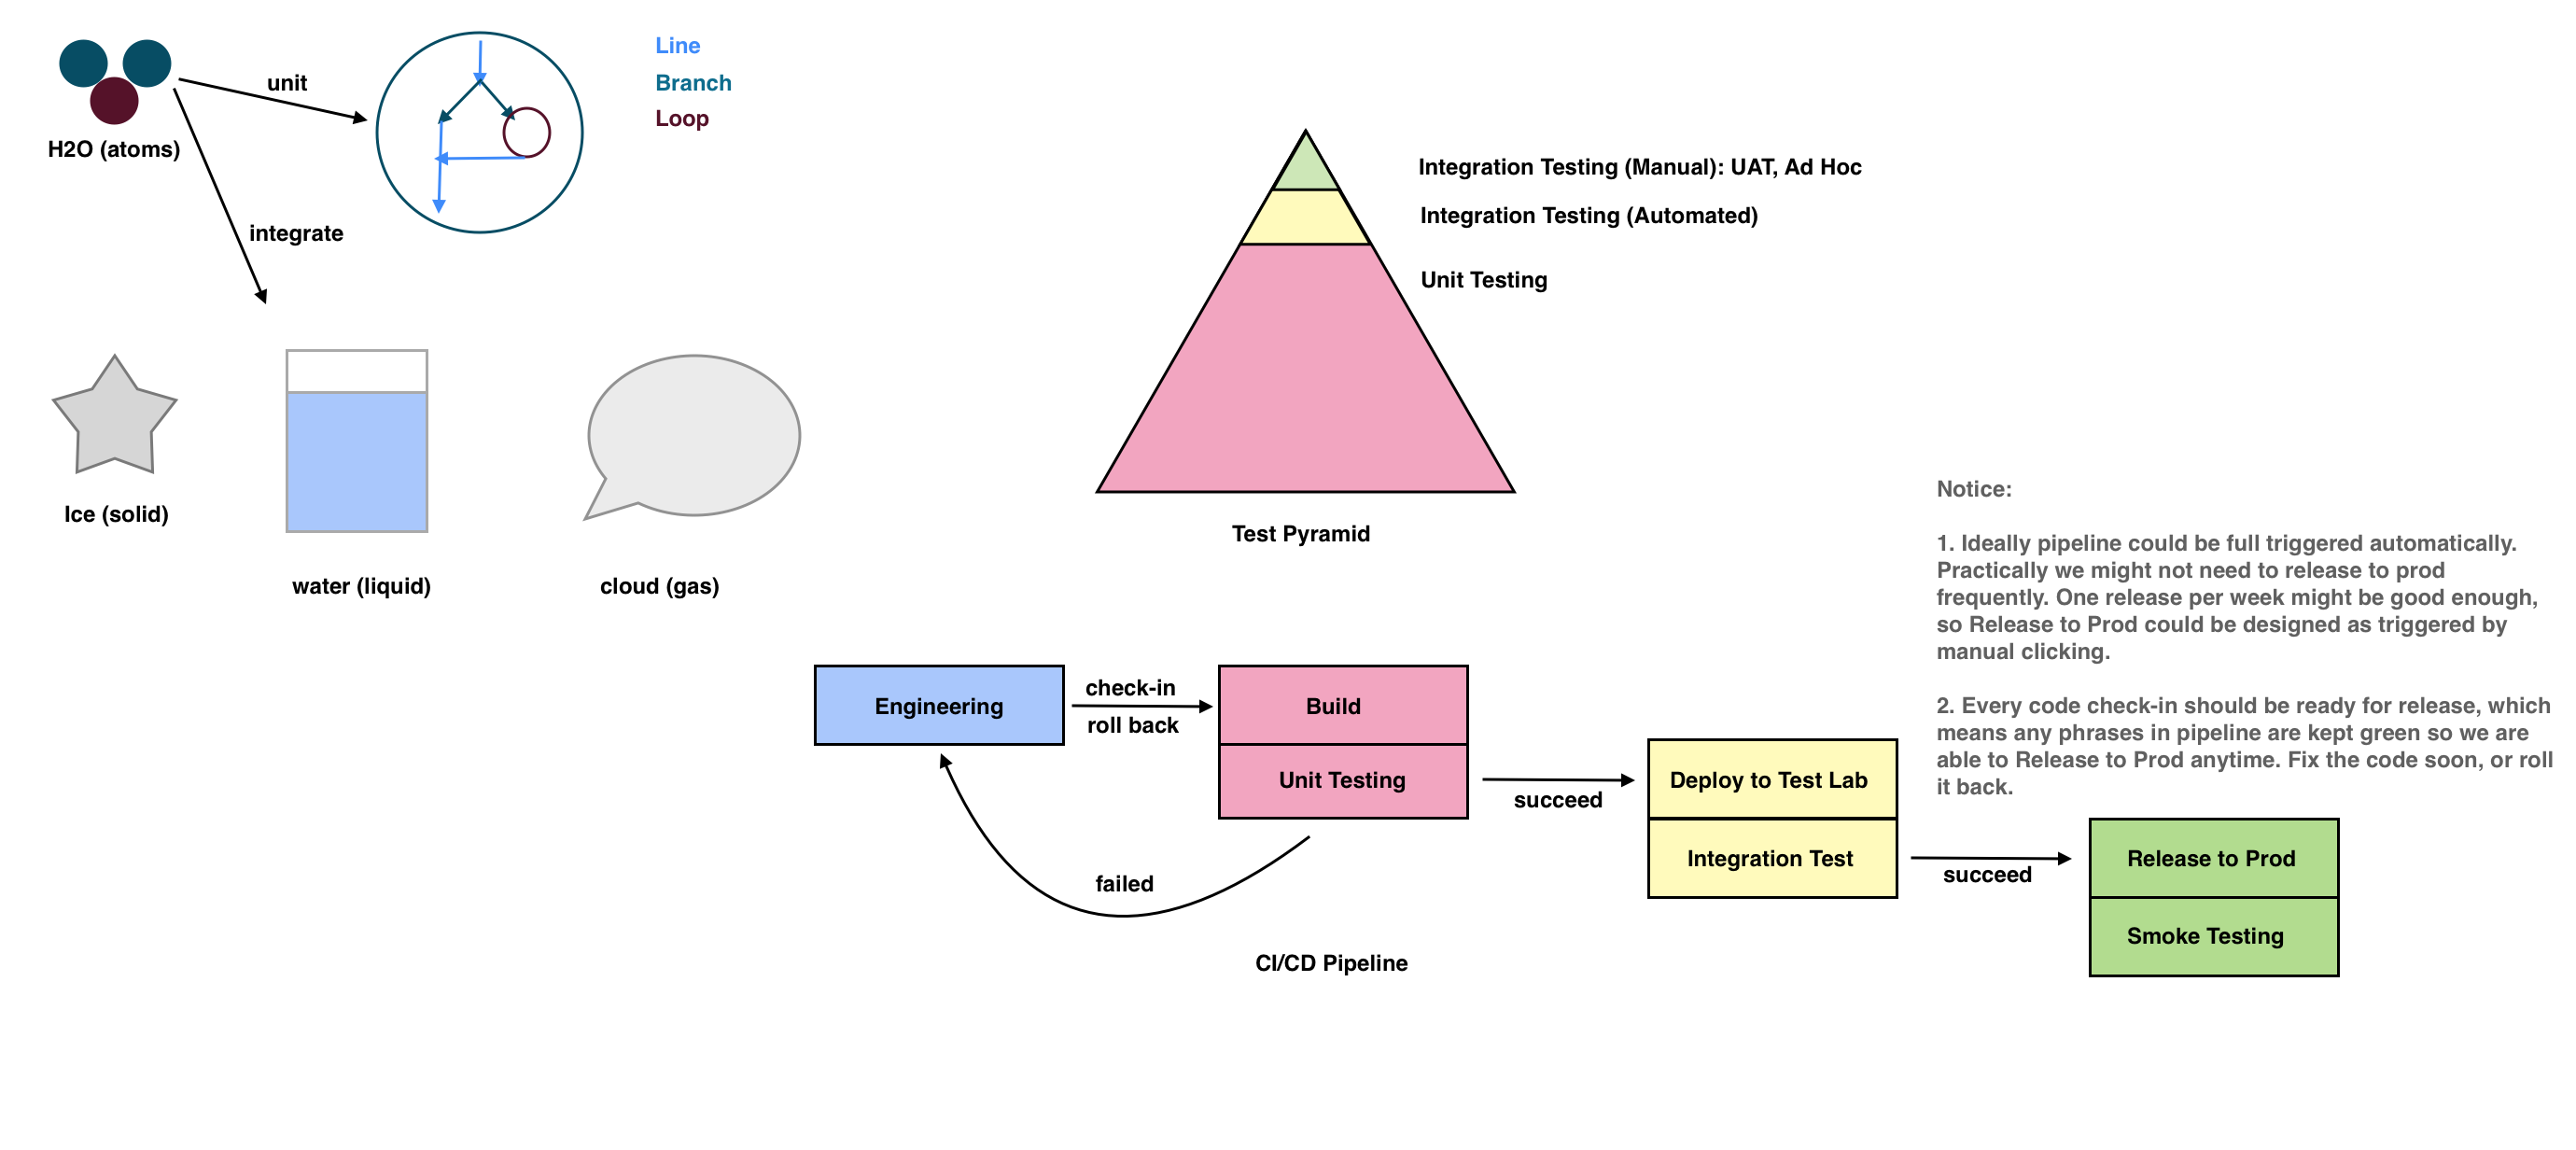 Line
Branch
Loop
unit
H2O (atoms)
integrate
Ice (solid)
water (liquid)
cloud (gas)
Integration Testing (Manual): UAT, Ad Hoc
Integration Testing (Automated)
Unit Testing
Test Pyramid
Notice:
1. Ideally pipeline could be full triggered automatically.
Practically we might not need to release to prod
frequently. One release per week might be good enough,
so Release to Prod could be designed as triggered by
manual clicking.
2. Every code check-in should be ready for release, which
means any phrases in pipeline are kept green so we are
able to Release to Prod anytime. Fix the code soon, or roll
it back.
Engineering
check-in
roll back
Build
Unit Testing
succeed
failed
Deploy to Test Lab
Integration Test
succeed
Release to Prod
Smoke Testing
CI/CD Pipeline